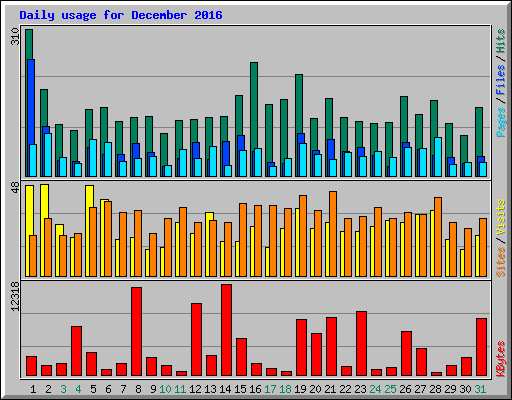 Daily usage for December 2016
310
Pages / Files / Hits
48
Sites / Visits
12318
KBytes
1 2 3 4 5 6 7 8 9 10 11 12 13 14 15 16 17 18 19 20 21 22 23 24 25 26 27 28 29 30 31